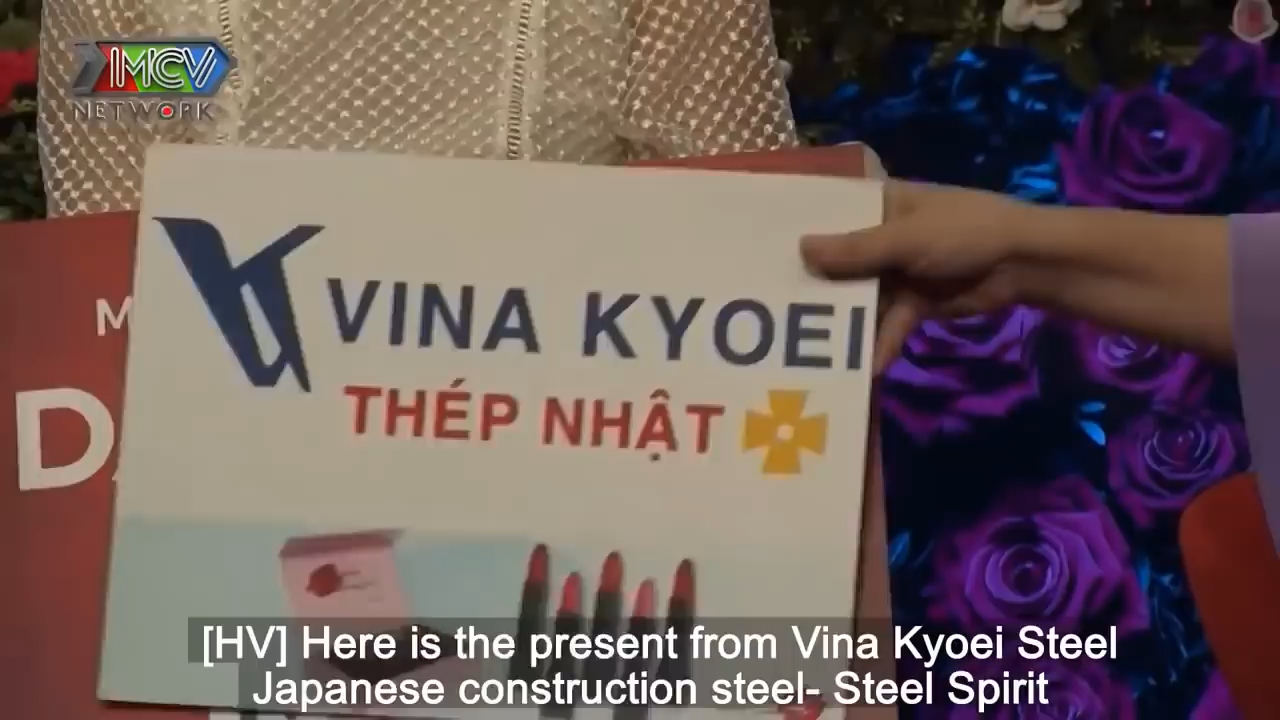 MCV
NETWORK
VINA KYOEI
THÉP NHẬT
M
D
[HV] Here is the present from Vina Kyoei Steel
Japanese construction steel- Steel Spirit